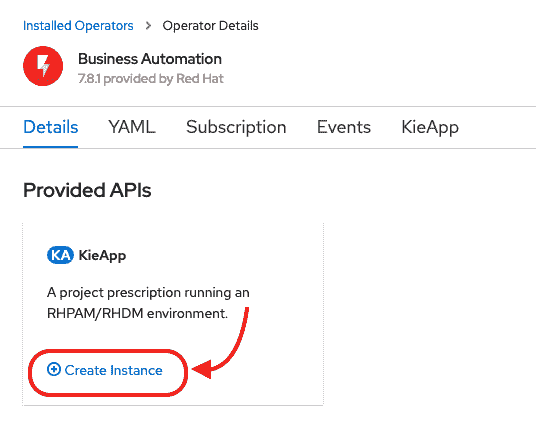 Installed Operators > Operator Details
Business Automation
7.8.1 provided by Red Hat
Details YAML Subscription Events KieApp
Provided APIs
KA KieApp
A project prescription running an
RHPAM/RHDM environment.
Create Instance